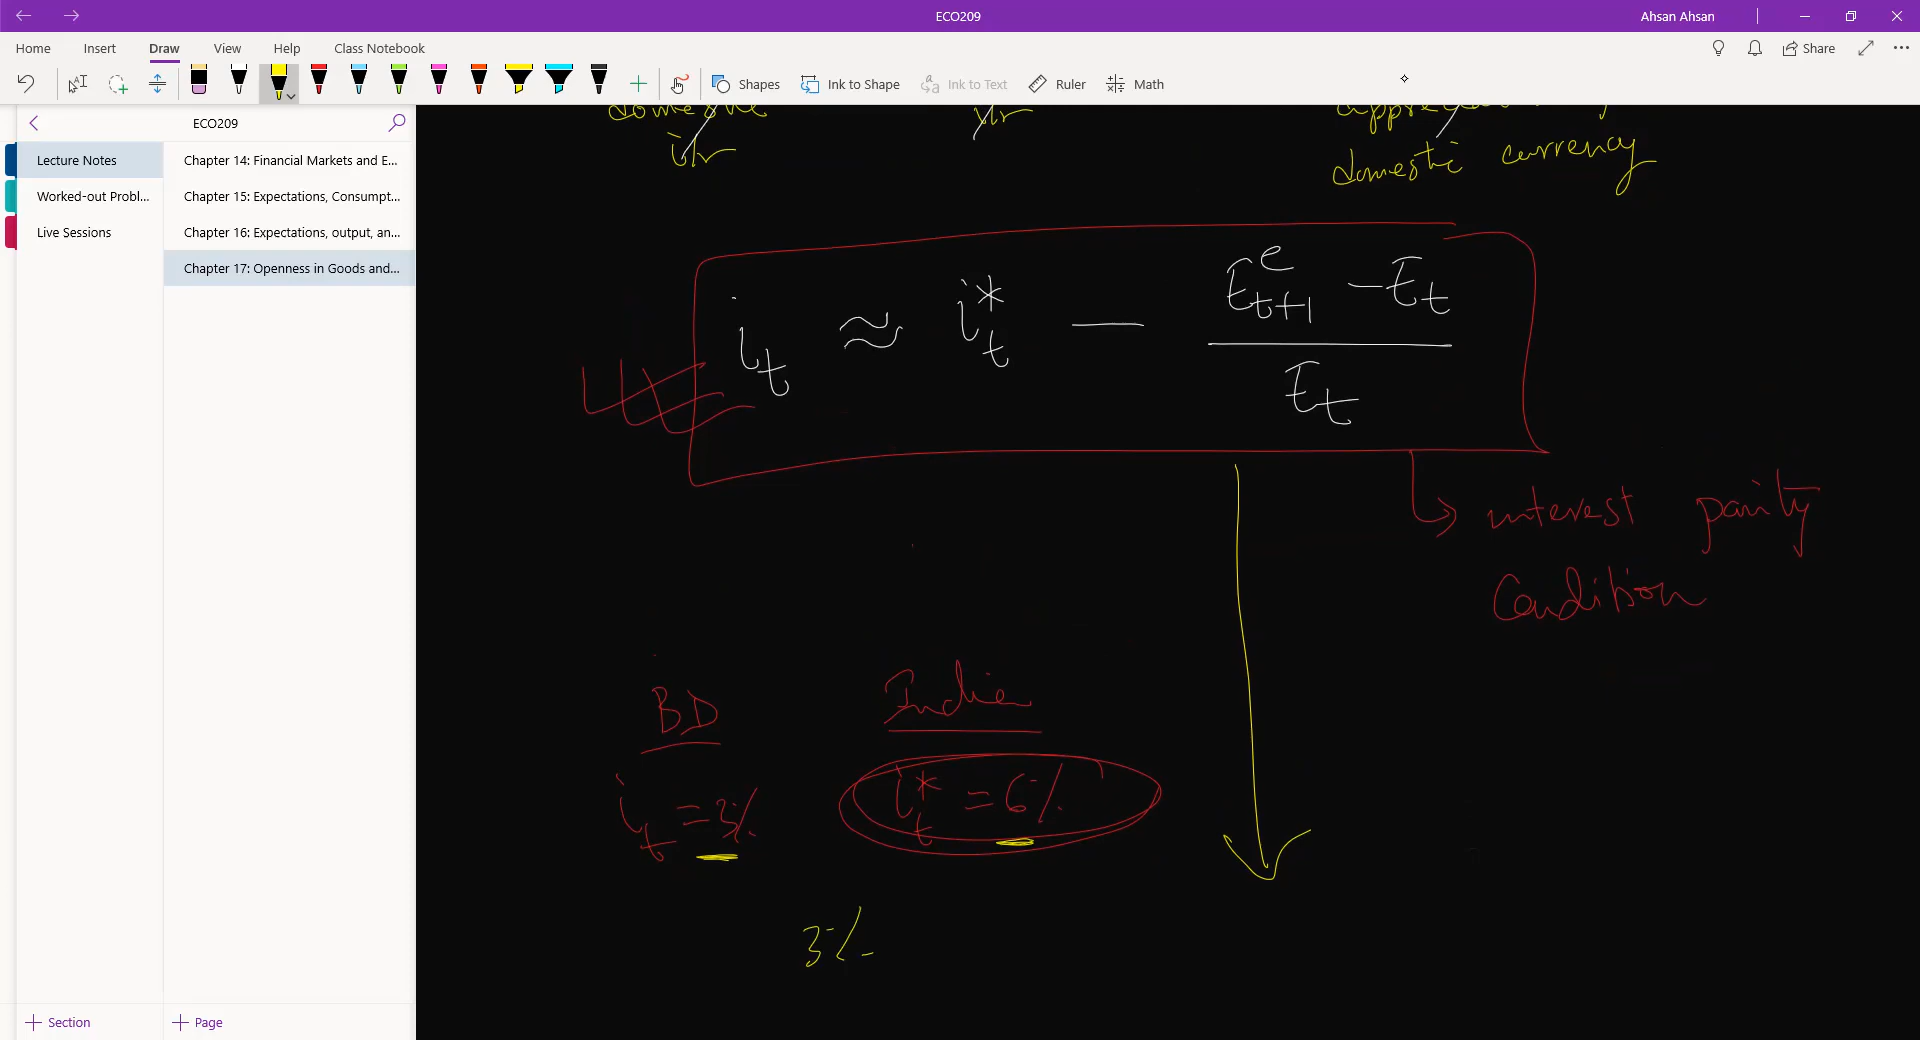 ECO209
Ahsan Ahsan
Home Insert Draw View Help Class Notebook
Share
Shapes Ink to Shape Ink to Text Ruler Math
ECO209
Lecture Notes
Worked-out Probl...
Live Sessions
Chapter 14: Financial Markets and E...
Chapter 15: Expectations, Consumpt...
Chapter 16: Expectations, output, an...
Chapter 17: Openness in Goods and...
domestic
i/r
i/r
domestic currency
i_t ≈ i*_t — (E^e_{t+1} - E_t) / E_t
interest parity
Condition
BD India
i_t = 3% i*_t = 6%
3%
+ Section + Page